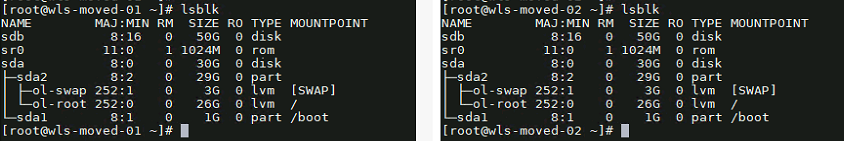 [root@wls-moved-01 ~]# lsblk
NAME        MAJ:MIN RM  SIZE RO TYPE MOUNTPOINT
sdb           8:16   0   50G  0 disk
sr0          11:0    1 1024M  0 rom
sda           8:0    0   30G  0 disk
├─sda2        8:2    0   29G  0 part
│ ├─ol-swap 252:1    0    3G  0 lvm  [SWAP]
│ └─ol-root 252:0    0   26G  0 lvm  /
└─sda1        8:1    0    1G  0 part /boot
[root@wls-moved-01 ~]#
[root@wls-moved-02 ~]# lsblk
NAME        MAJ:MIN RM  SIZE RO TYPE MOUNTPOINT
sdb           8:16   0   50G  0 disk
sr0          11:0    1 1024M  0 rom
sda           8:0    0   30G  0 disk
├─sda2        8:2    0   29G  0 part
│ ├─ol-swap 252:1    0    3G  0 lvm  [SWAP]
│ └─ol-root 252:0    0   26G  0 lvm  /
└─sda1        8:1    0    1G  0 part /boot
[root@wls-moved-02 ~]#